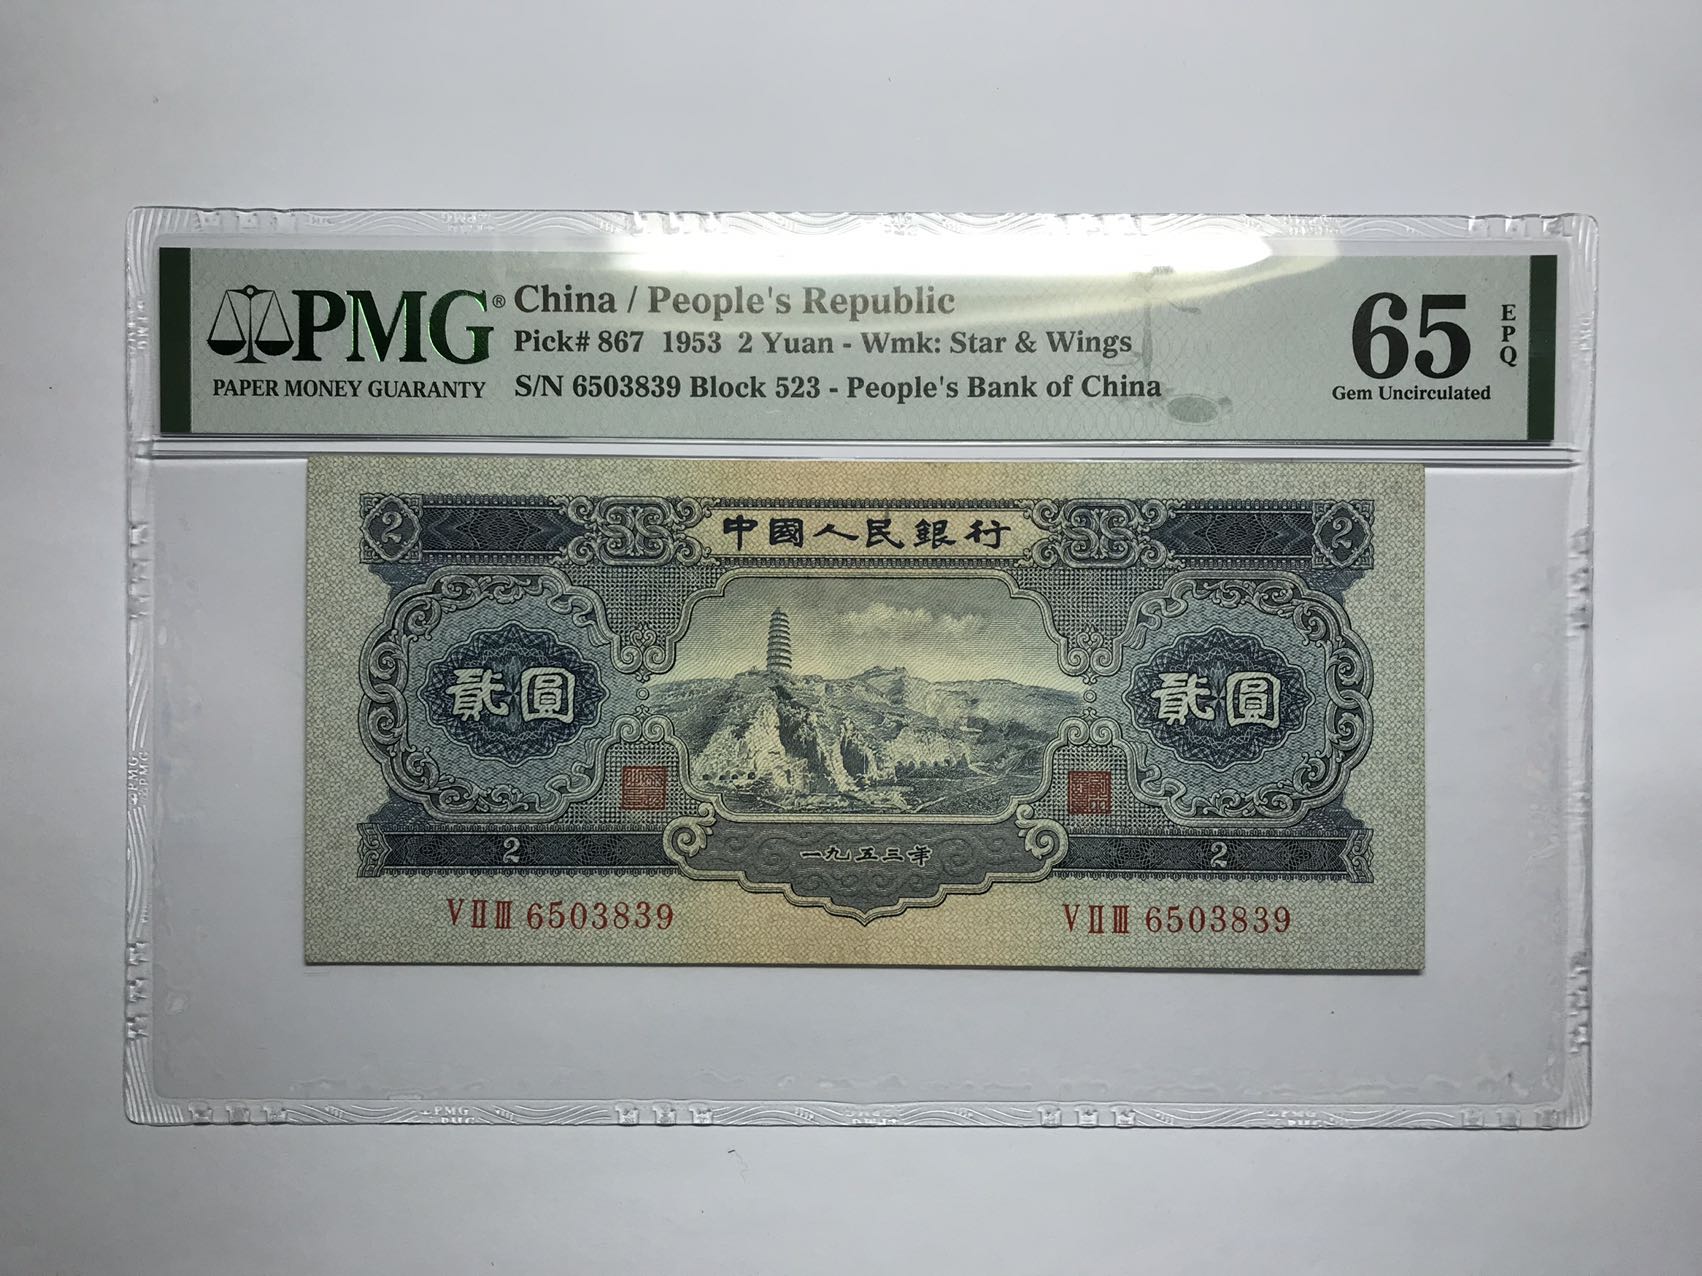 PMG® China / People's Republic
Pick# 867 1953 2 Yuan - Wmk: Star & Wings
PAPER MONEY GUARANTY S/N 6503839 Block 523 - People's Bank of China
65 EPQ
Gem Uncirculated
2 中國人民銀行 2
貳圓 貳圓
2 一九五三年 2
V II III 6503839 V II III 6503839
PMG
PMG